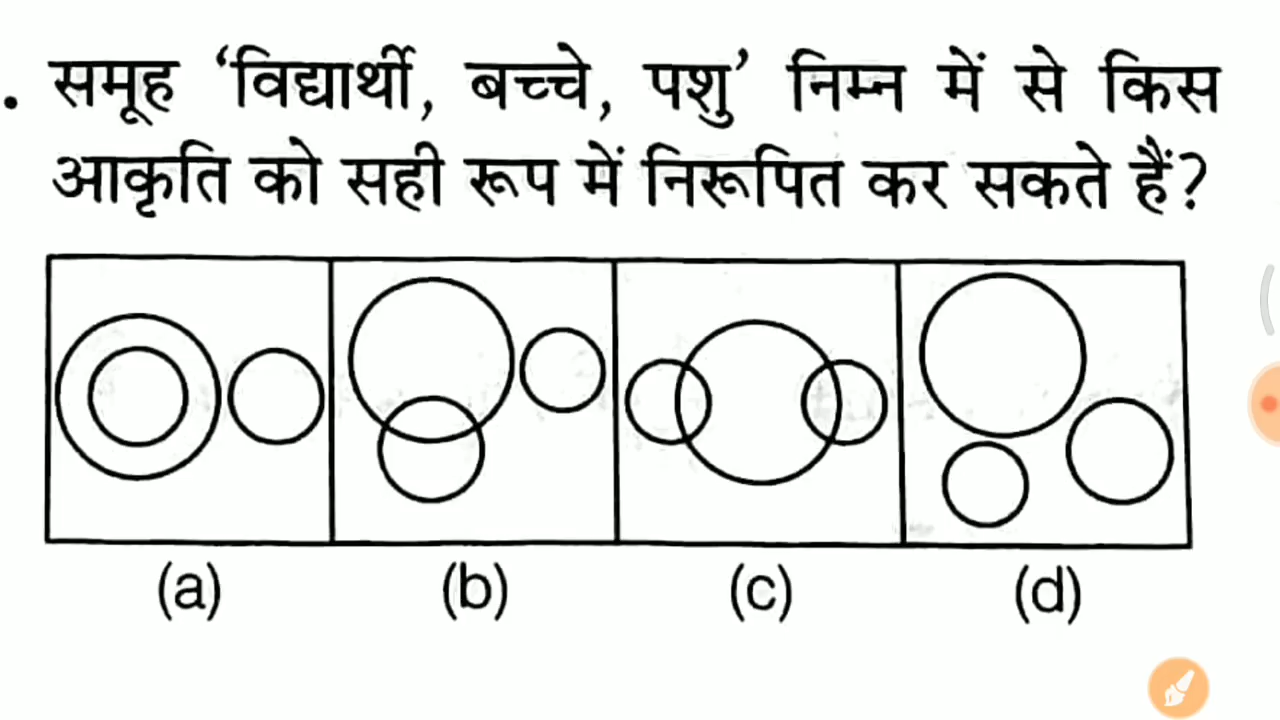 . समूह ‘विद्यार्थी, बच्चे, पशु’ निम्न में से किस
आकृति को सही रूप में निरूपित कर सकते हैं?
(a) (b) (c) (d)